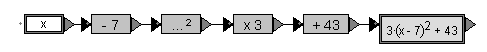 x - 7 ...² x 3 + 43 3·(x - 7)² + 43